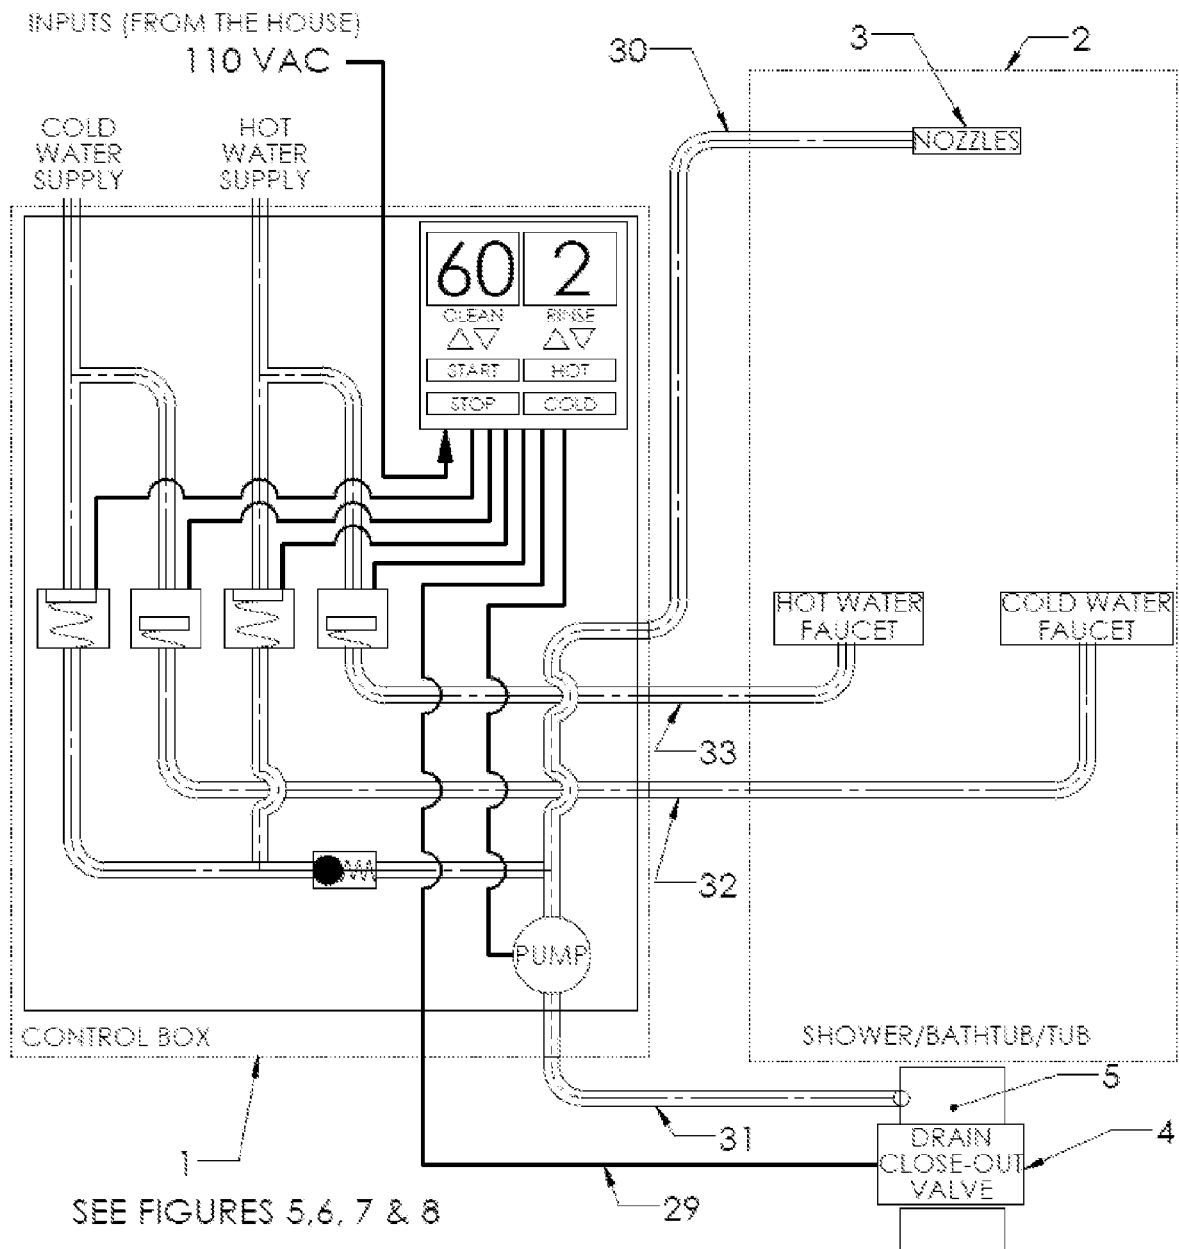 INPUTS (FROM THE HOUSE)
110 VAC
30
3
2
COLD
WATER
SUPPLY
HOT
WATER
SUPPLY
NOZZLES
60
2
CLEAN
RINSE
START
HOT
STOP
COLD
HOT WATER
FAUCET
COLD WATER
FAUCET
33
32
PUMP
CONTROL BOX
SHOWER/BATHTUB/TUB
5
31
4
DRAIN
CLOSE-OUT
VALVE
1
29
SEE FIGURES 5,6, 7 & 8